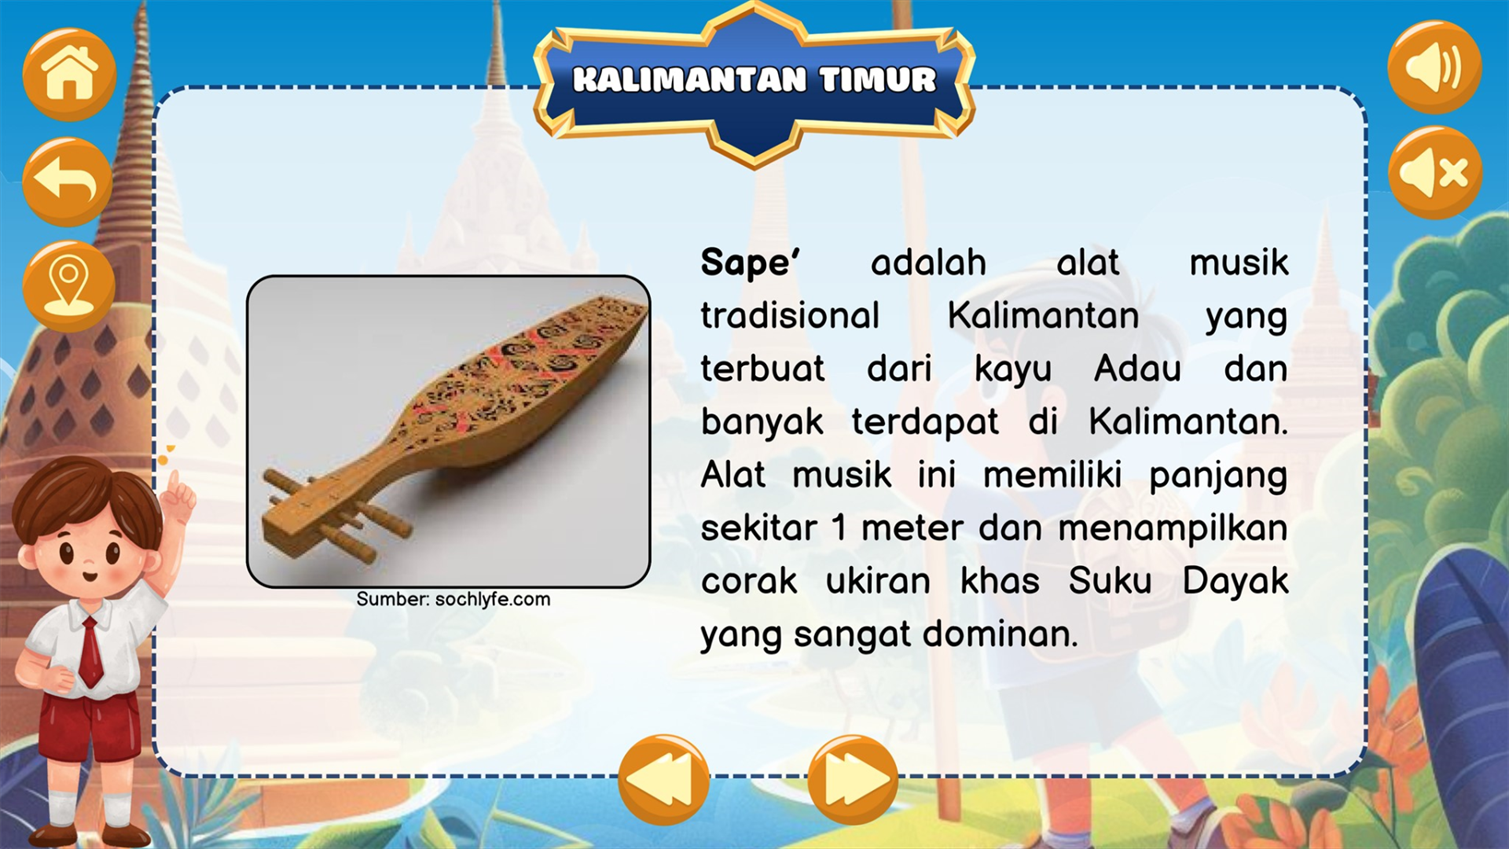 KALIMANTAN TIMUR
Sape’ adalah alat musik
tradisional Kalimantan yang
terbuat dari kayu Adau dan
banyak terdapat di Kalimantan.
Alat musik ini memiliki panjang
sekitar 1 meter dan menampilkan
corak ukiran khas Suku Dayak
yang sangat dominan.
Sumber: sochlyfe.com